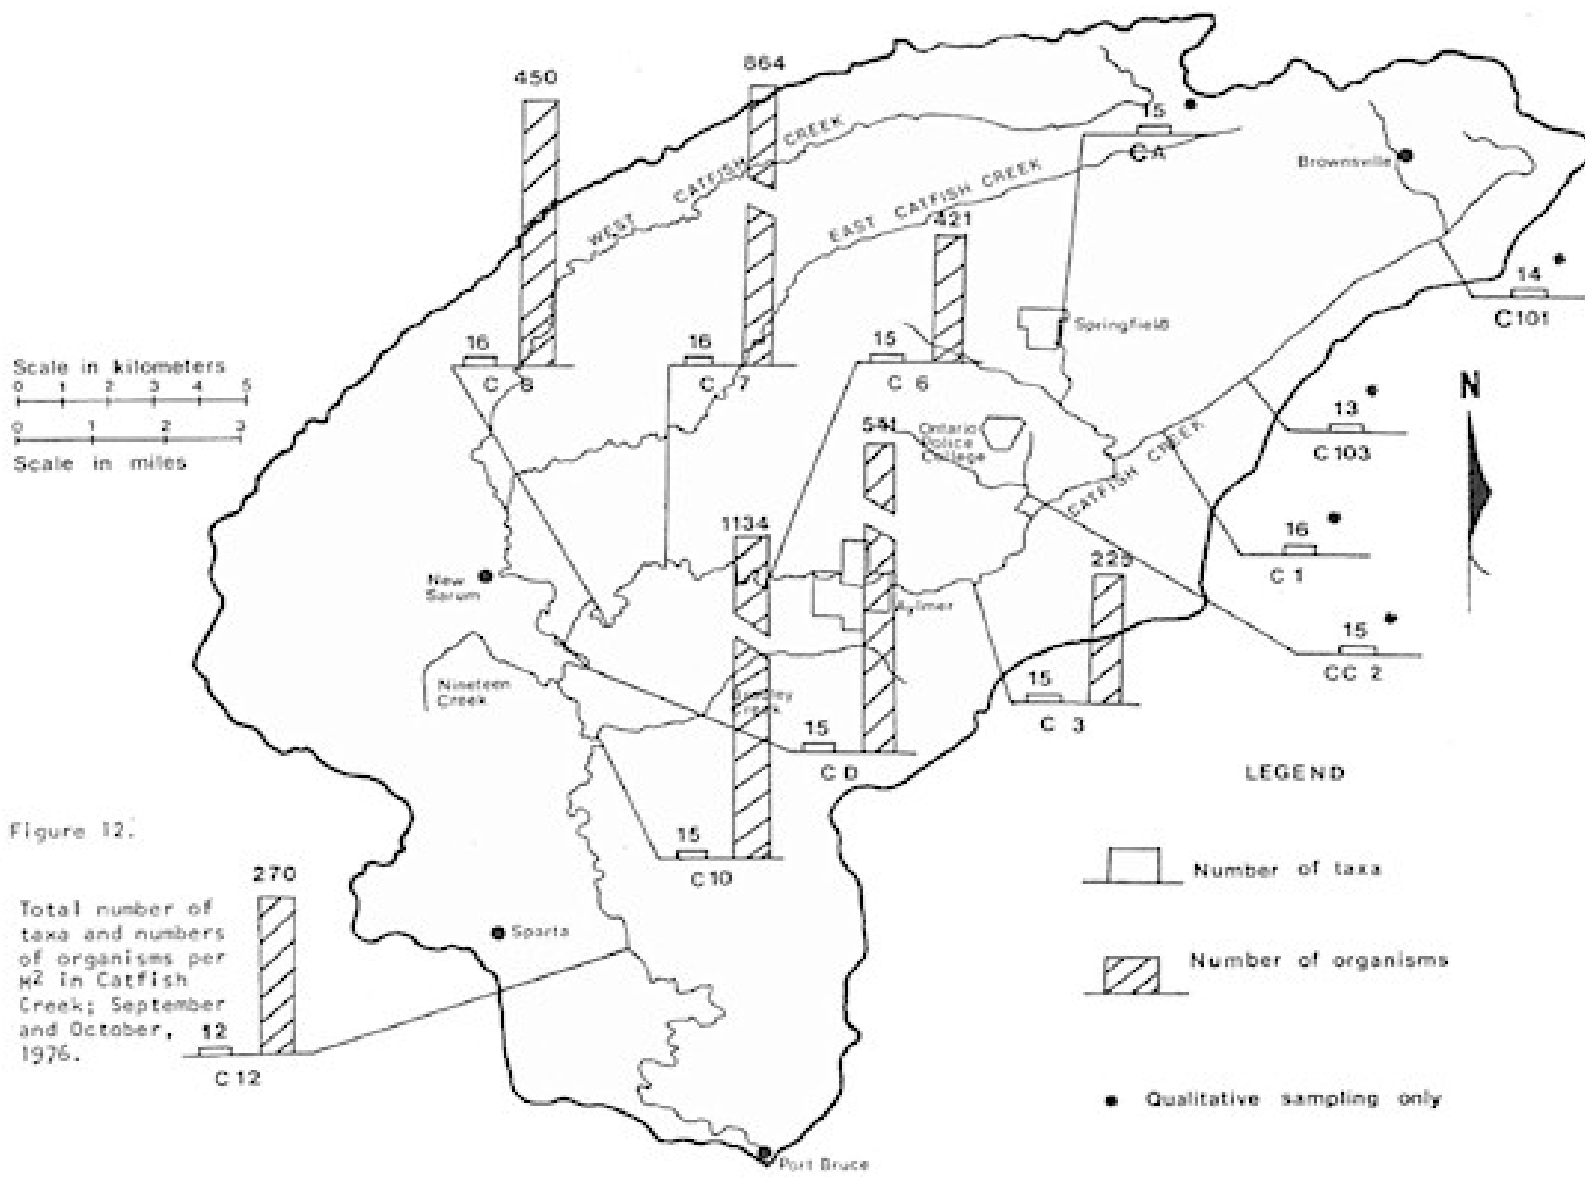 450
864
WEST CATFISH CREEK
15
C A
Brownsville
EAST CATFISH CREEK
421
14
C101
Springfield
Scale in kilometers
0 1 2 3 4 5
0 1 2 3
Scale in miles
16
C 8
16
C 7
15
C 6
N
13
C103
541
Ontario
Police
College
CATFISH CREEK
1134
16
C 1
225
New
Sarum
Aylmer
15
CC 2
Nineteen
Creek
Creek
15
C 3
15
C D
LEGEND
15
C10
Number of taxa
Figure 12.
270
Total number of
taxa and numbers
of organisms per
M2 in Catfish
Creek; September
and October,
1976.
12
C12
Sparta
Number of organisms
Qualitative sampling only
Port Bruce